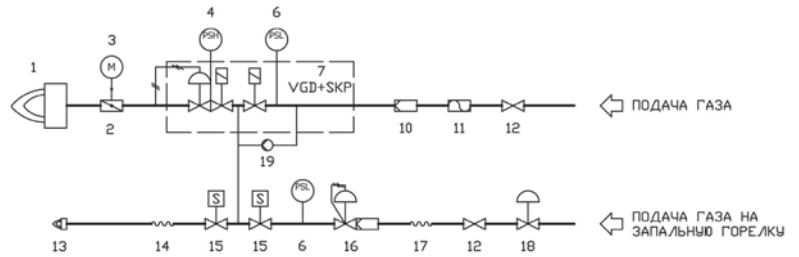 4 6
3 PSH PSL
1 M 7
VGD+SKP
ПОДАЧА ГАЗА
2 10 11 12
19
S S PSL
ПОДАЧА ГАЗА НА
ЗАПАЛЬНУЮ ГОРЕЛКУ
13 14 15 15 6 16 17 12 18